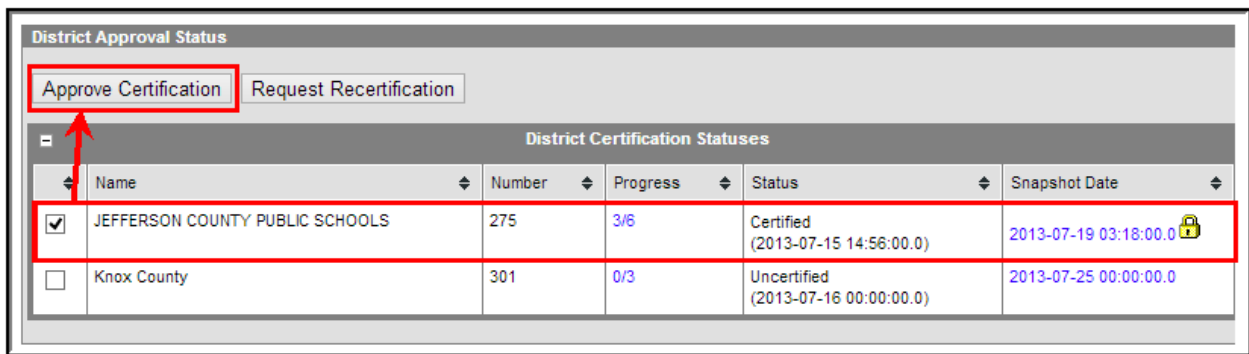 District Approval Status
Approve Certification Request Recertification
District Certification Statuses
Name Number Progress Status Snapshot Date
JEFFERSON COUNTY PUBLIC SCHOOLS 275 3/6 Certified 2013-07-19 03:18:00.0
(2013-07-15 14:56:00.0)
Knox County 301 0/3 Uncertified 2013-07-25 00:00:00.0
(2013-07-16 00:00:00.0)